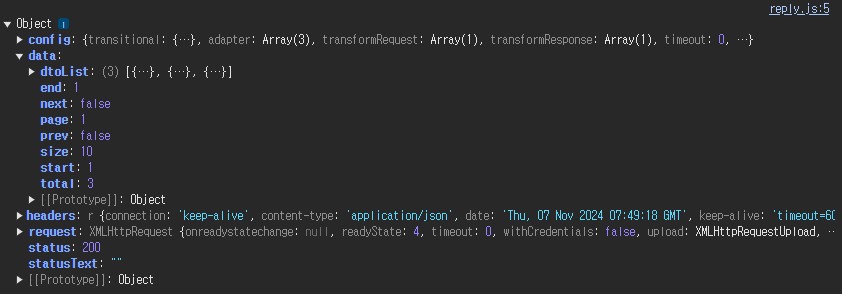 reply.js:5
▼ Object i
▶ config: {transitional: {…}, adapter: Array(3), transformRequest: Array(1), transformResponse: Array(1), timeout: 0, …}
▼ data:
▶ dtoList: (3) [{…}, {…}, {…}]
end: 1
next: false
page: 1
prev: false
size: 10
start: 1
total: 3
▶ [[Prototype]]: Object
▶ headers: r {connection: 'keep-alive', content-type: 'application/json', date: 'Thu, 07 Nov 2024 07:49:18 GMT', keep-alive: 'timeout=60
▶ request: XMLHttpRequest {onreadystatechange: null, readyState: 4, timeout: 0, withCredentials: false, upload: XMLHttpRequestUpload, …
status: 200
statusText: ""
▶ [[Prototype]]: Object